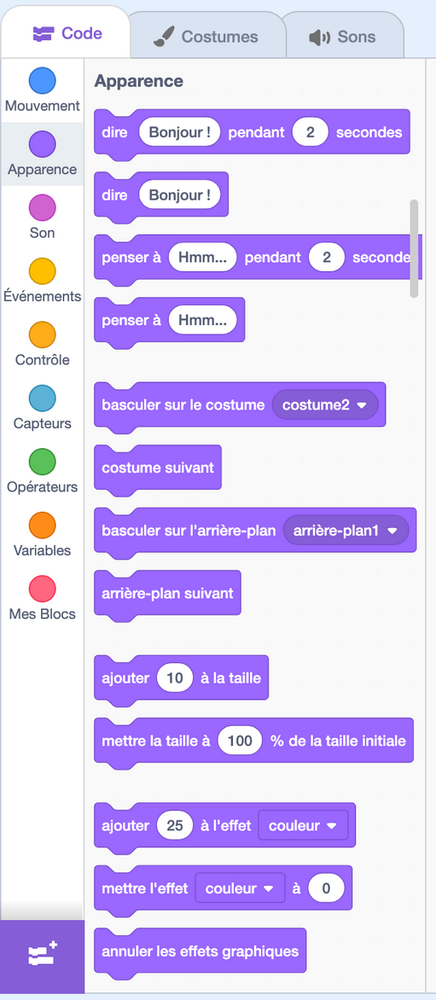 Code
Costumes
Sons
Mouvement
Apparence
Son
Événements
Contrôle
Capteurs
Opérateurs
Variables
Mes Blocs
Apparence
dire Bonjour ! pendant 2 secondes
dire Bonjour !
penser à Hmm... pendant 2 seconde
penser à Hmm...
basculer sur le costume costume2
costume suivant
basculer sur l'arrière-plan arrière-plan1
arrière-plan suivant
ajouter 10 à la taille
mettre la taille à 100 % de la taille initiale
ajouter 25 à l'effet couleur
mettre l'effet couleur à 0
annuler les effets graphiques